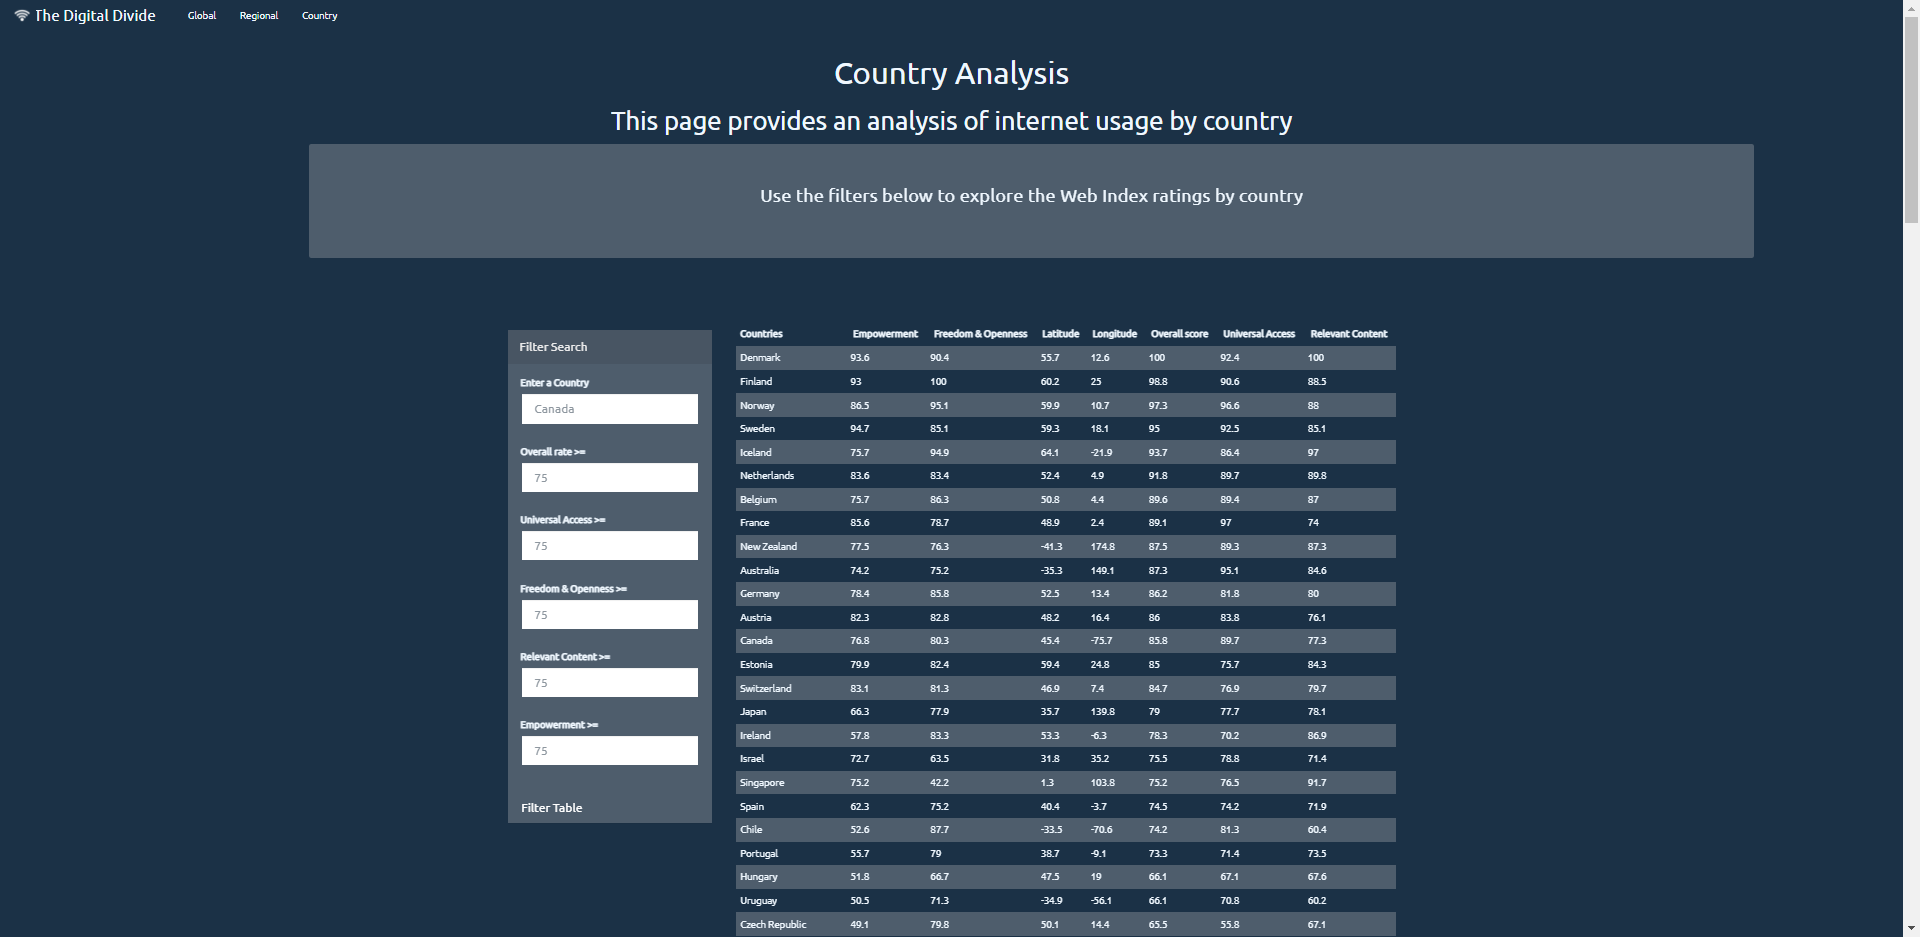 The Digital Divide Global Regional Country
Country Analysis
This page provides an analysis of internet usage by country
Use the filters below to explore the Web Index ratings by country
Filter Search
Enter a Country
Canada
Overall rate >=
75
Universal Access >=
75
Freedom & Openness >=
75
Relevant Content >=
75
Empowerment >=
75
Filter Table
Countries Empowerment Freedom & Openness Latitude Longitude Overall score Universal Access Relevant Content
Denmark 93.6 90.4 55.7 12.6 100 92.4 100
Finland 93 100 60.2 25 98.8 90.6 88.5
Norway 86.5 95.1 59.9 10.7 97.3 96.6 88
Sweden 94.7 85.1 59.3 18.1 95 92.5 85.1
Iceland 75.7 94.9 64.1 -21.9 93.7 86.4 97
Netherlands 83.6 83.4 52.4 4.9 91.8 89.7 89.8
Belgium 75.7 86.3 50.8 4.4 89.6 89.4 87
France 85.6 78.7 48.9 2.4 89.1 97 74
New Zealand 77.5 76.3 -41.3 174.8 87.5 89.3 87.3
Australia 74.2 75.2 -35.3 149.1 87.3 95.1 84.6
Germany 78.4 85.8 52.5 13.4 86.2 81.8 80
Austria 82.3 82.8 48.2 16.4 86 83.8 76.1
Canada 76.8 80.3 45.4 -75.7 85.8 89.7 77.3
Estonia 79.9 82.4 59.4 24.8 85 75.7 84.3
Switzerland 83.1 81.3 46.9 7.4 84.7 76.9 79.7
Japan 66.3 77.9 35.7 139.8 79 77.7 78.1
Ireland 57.8 83.3 53.3 -6.3 78.3 70.2 86.9
Israel 72.7 63.5 31.8 35.2 75.5 78.8 71.4
Singapore 75.2 42.2 1.3 103.8 75.2 76.5 91.7
Spain 62.3 75.2 40.4 -3.7 74.5 74.2 71.9
Chile 52.6 87.7 -33.5 -70.6 74.2 81.3 60.4
Portugal 55.7 79 38.7 -9.1 73.3 71.4 73.5
Hungary 51.8 66.7 47.5 19 66.1 67.1 67.6
Uruguay 50.5 71.3 -34.9 -56.1 66.1 70.8 60.2
Czech Republic 49.1 79.8 50.1 14.4 65.5 55.8 67.1